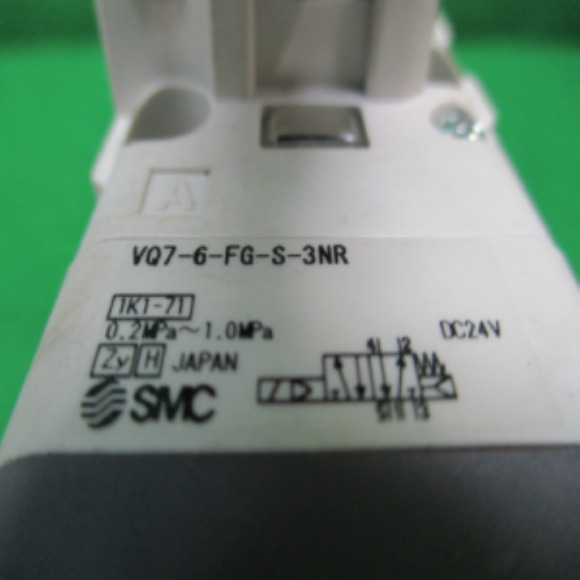 A
VQ7-6-FG-S-3NR
1K1-71
0.2MPa~1.0MPa
DC24V
Zy H JAPAN
SMC